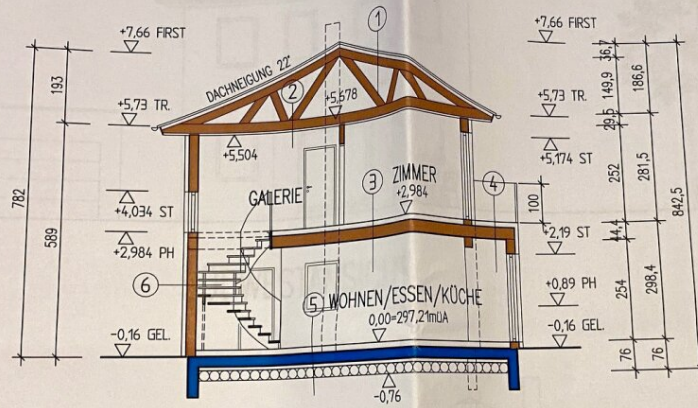 +7,66 FIRST
+7,66 FIRST
1
36,7
193
DACHNEIGUNG 22°
149,9
186,6
2
+5,73 TR.
+5,678
+5,73 TR.
29,5
+5,504
+5,174 ST
782
GALERIE
ZIMMER
3
+2,984
4
100
252
281,5
842,5
+4,034 ST
589
+2,984 PH
+2,19 ST
44,4
6
5
WOHNEN/ESSEN/KÜCHE
+0,89 PH
254
298,4
0,00=297,21müA
-0,16 GEL.
-0,16 GEL.
76
76
-0,76